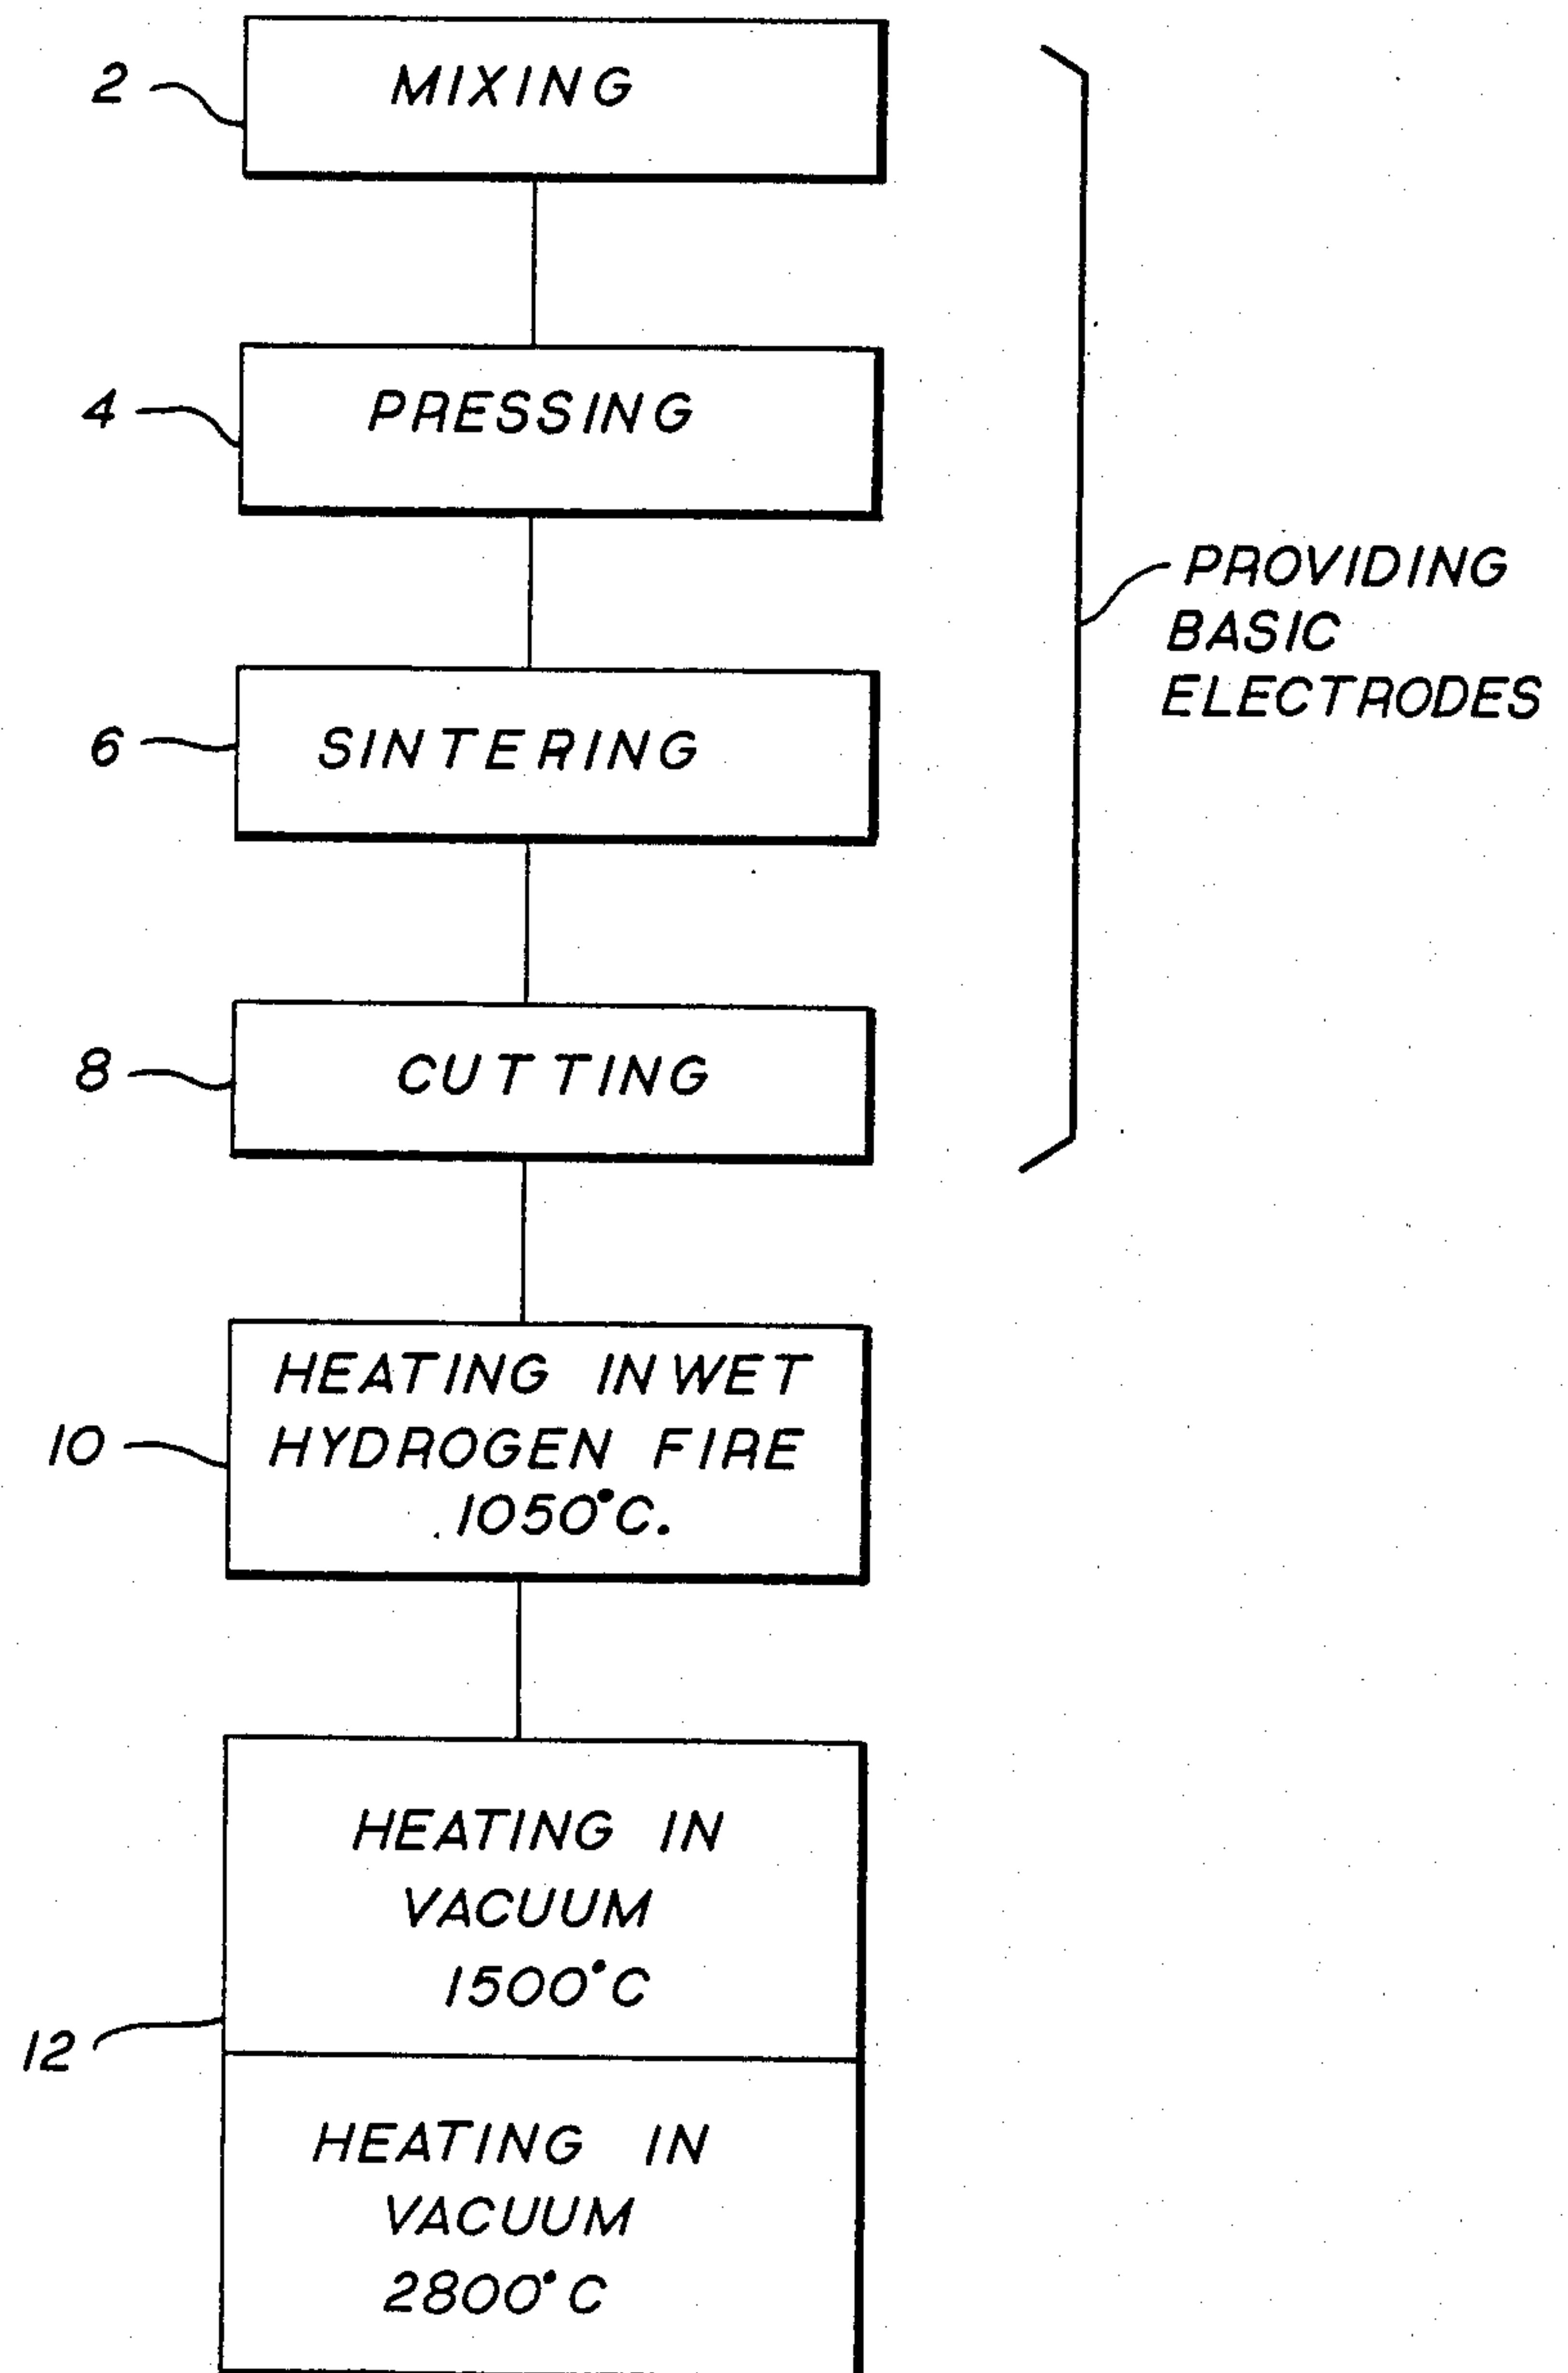 2
MIXING
4
PRESSING
PROVIDING
BASIC
ELECTRODES
6
SINTERING
8
CUTTING
HEATING IN WET
10
HYDROGEN FIRE
1050°C.
HEATING IN
VACUUM
1500°C
12
HEATING IN
VACUUM
2800°C